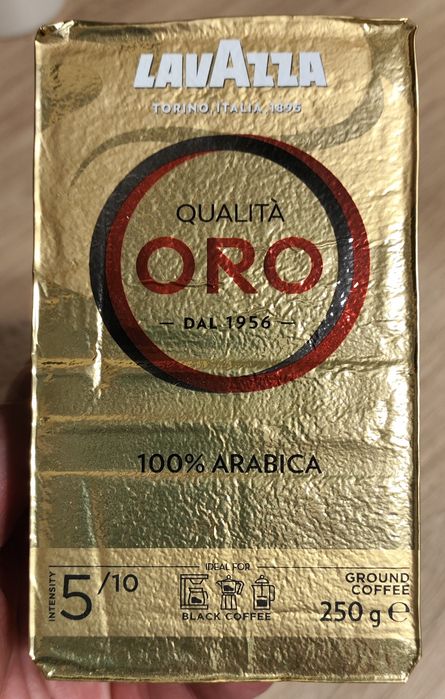 LAVAZZA
TORINO, ITALIA, 1895
QUALITÀ
ORO
DAL 1956
100% ARABICA
INTENSITY
5/10
IDEAL FOR
BLACK COFFEE
GROUND
COFFEE
250 g ℮